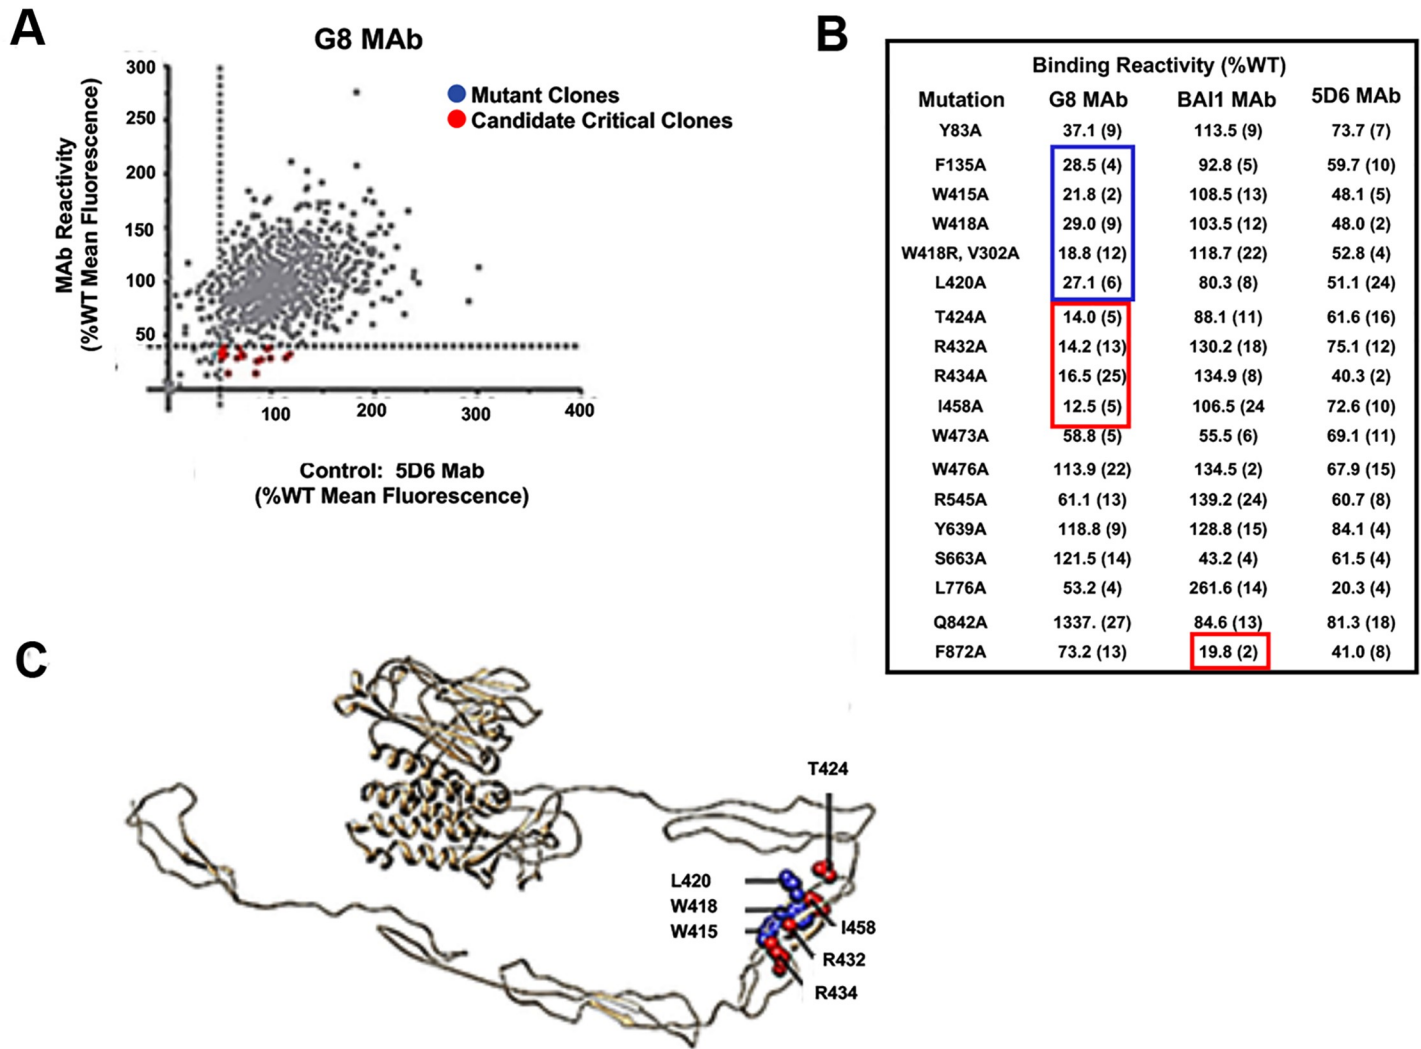 A
G8 MAb
MAb Reactivity
(%WT Mean Fluorescence)
300
250
200
150
100
50
100 200 300 400
Control: 5D6 Mab
(%WT Mean Fluorescence)
Mutant Clones
Candidate Critical Clones
B
Binding Reactivity (%WT)
Mutation G8 MAb BAI1 MAb 5D6 MAb
Y83A 37.1 (9) 113.5 (9) 73.7 (7)
F135A 28.5 (4) 92.8 (5) 59.7 (10)
W415A 21.8 (2) 108.5 (13) 48.1 (5)
W418A 29.0 (9) 103.5 (12) 48.0 (2)
W418R, V302A 18.8 (12) 118.7 (22) 52.8 (4)
L420A 27.1 (6) 80.3 (8) 51.1 (24)
T424A 14.0 (5) 88.1 (11) 61.6 (16)
R432A 14.2 (13) 130.2 (18) 75.1 (12)
R434A 16.5 (25) 134.9 (8) 40.3 (2)
I458A 12.5 (5) 106.5 (24 72.6 (10)
W473A 58.8 (5) 55.5 (6) 69.1 (11)
W476A 113.9 (22) 134.5 (2) 67.9 (15)
R545A 61.1 (13) 139.2 (24) 60.7 (8)
Y639A 118.8 (9) 128.8 (15) 84.1 (4)
S663A 121.5 (14) 43.2 (4) 61.5 (4)
L776A 53.2 (4) 261.6 (14) 20.3 (4)
Q842A 1337. (27) 84.6 (13) 81.3 (18)
F872A 73.2 (13) 19.8 (2) 41.0 (8)
C
T424
L420
W418
W415
I458
R432
R434